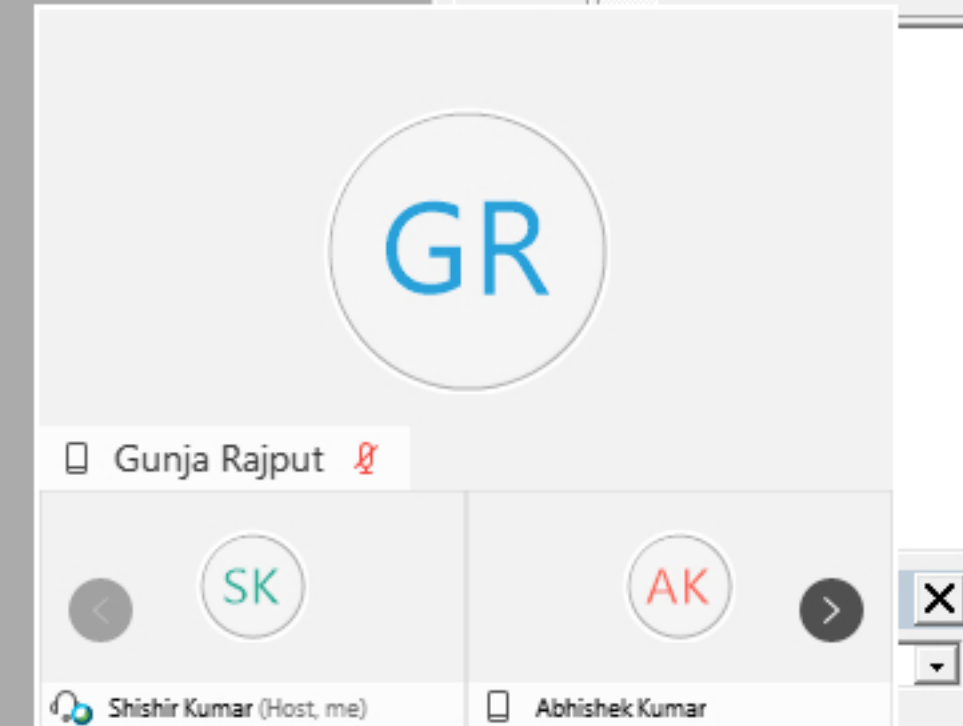 GR
Gunja Rajput
SK
AK
Shishir Kumar (Host, me)
Abhishek Kumar